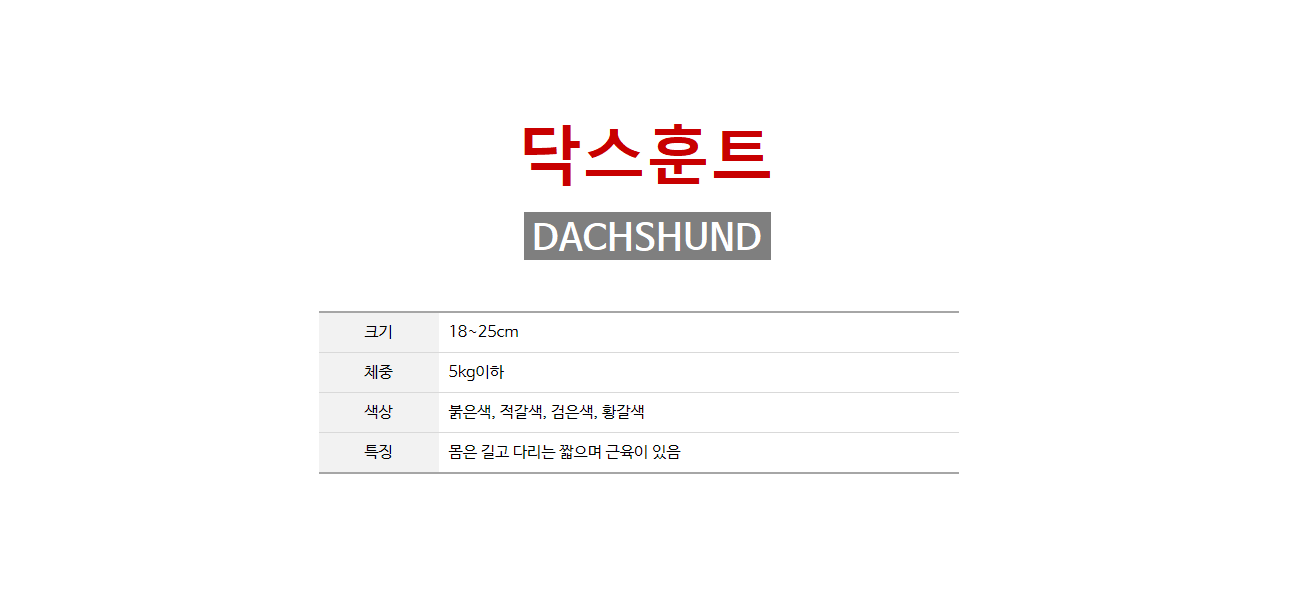 닥스훈트
DACHSHUND
크기 18~25cm
체중 5kg이하
색상 붉은색, 적갈색, 검은색, 황갈색
특징 몸은 길고 다리는 짧으며 근육이 있음